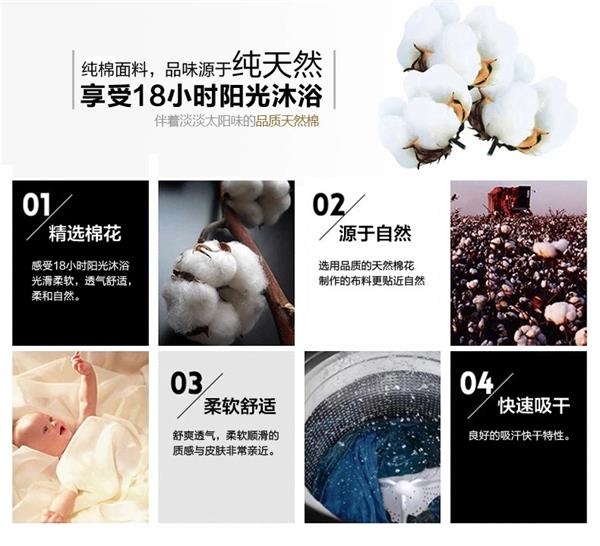 纯棉面料，品味源于纯天然
享受18小时阳光沐浴
伴着淡淡太阳味的品质天然棉
01
精选棉花
感受18小时阳光沐浴
光滑柔软，透气舒适，
柔和自然。
02
源于自然
选用品质的天然棉花
制作的布料更贴近自然
03
柔软舒适
舒爽透气，柔软顺滑的
质感与皮肤非常亲近。
04
快速吸干
良好的吸汗快干特性。